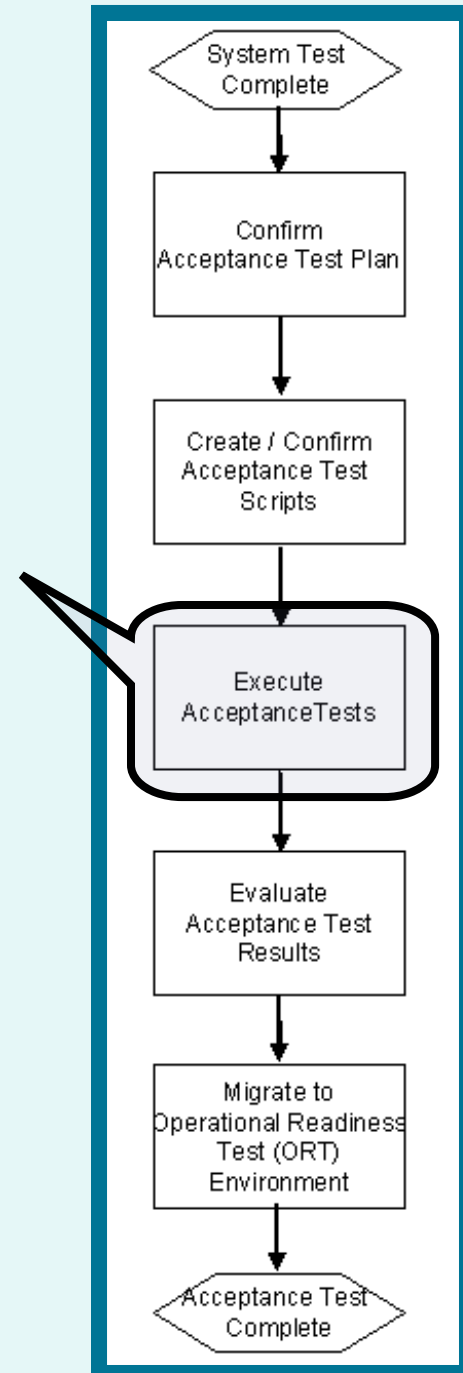 System Test
Complete
Confirm
Acceptance Test Plan
Create / Confirm
Acceptance Test
Scripts
Execute
AcceptanceTests
Evaluate
Acceptance Test
Results
Migrate to
Operational Readiness
Test (ORT)
Environment
Acceptance Test
Complete